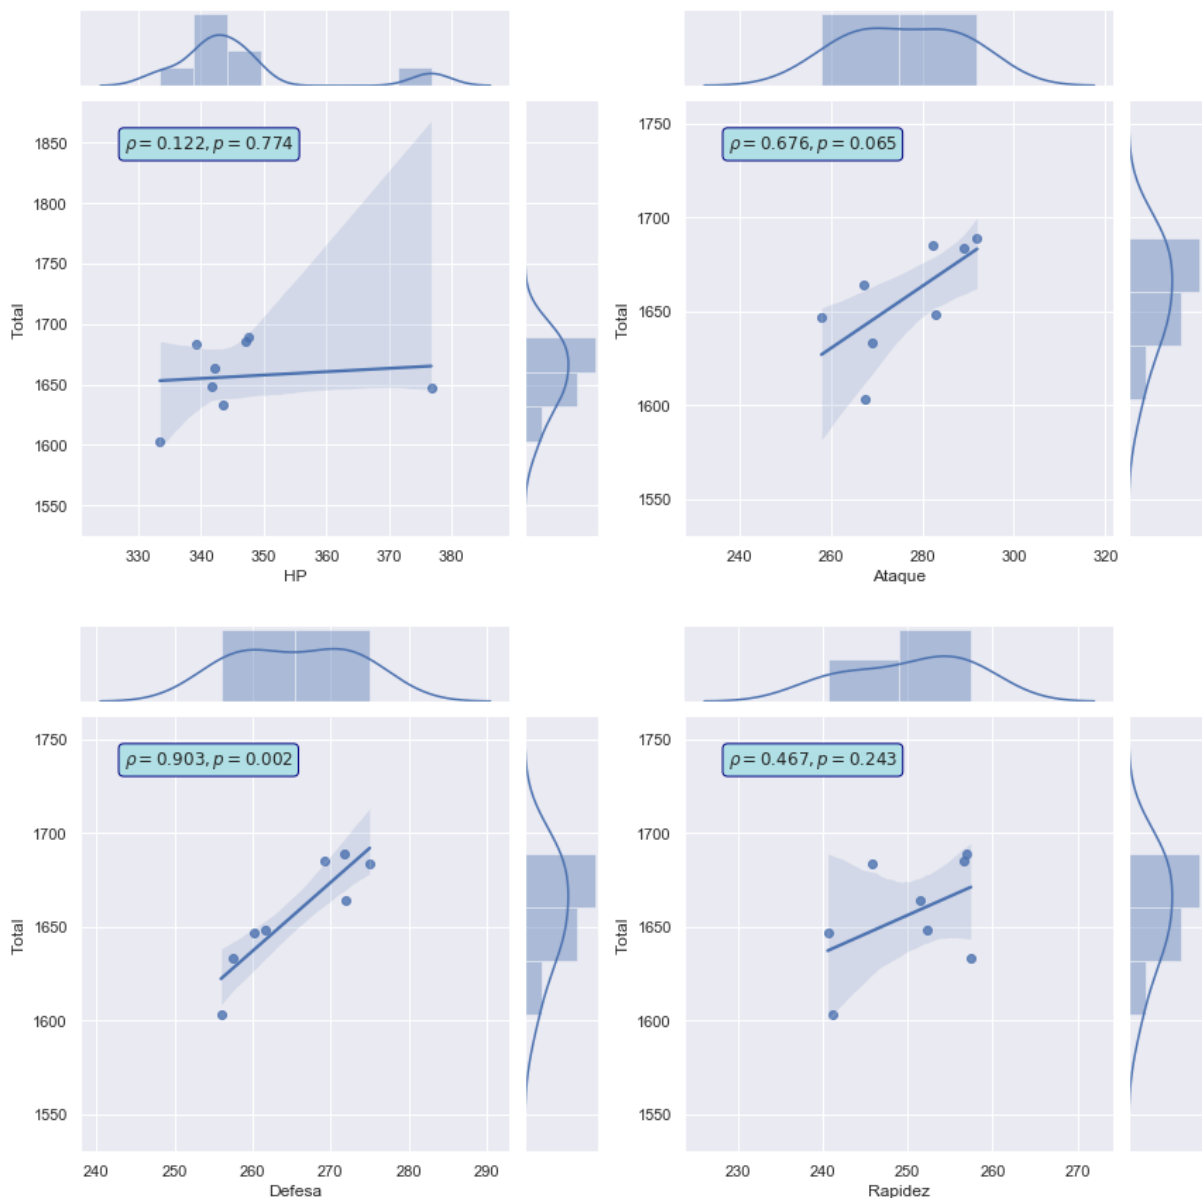 ρ = 0.122, p = 0.774
1850
1800
1750
1700
1650
1600
1550
Total
330 340 350 360 370 380
HP
ρ = 0.676, p = 0.065
1750
1700
1650
1600
1550
Total
240 260 280 300 320
Ataque
ρ = 0.903, p = 0.002
1750
1700
1650
1600
1550
Total
240 250 260 270 280 290
Defesa
ρ = 0.467, p = 0.243
1750
1700
1650
1600
1550
Total
230 240 250 260 270
Rapidez